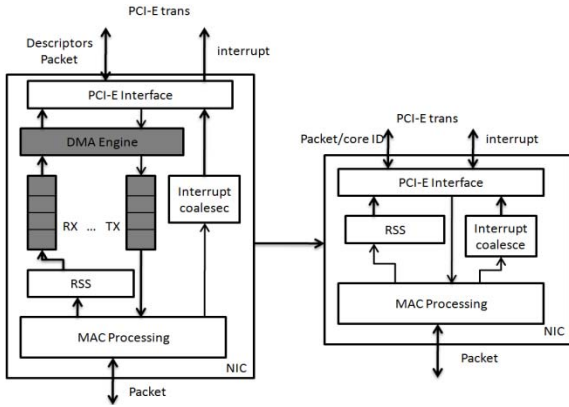 PCI-E trans
Descriptors
Packet
interrupt
PCI-E Interface
DMA Engine
RX ... TX
Interrupt
coalesec
RSS
MAC Processing
NIC
Packet
PCI-E trans
Packet/core ID
interrupt
PCI-E Interface
RSS
Interrupt
coalesce
MAC Processing
NIC
Packet